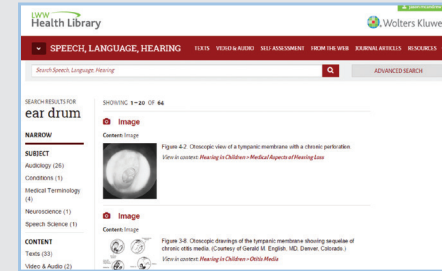 LWW
Health Library
Wolters Kluwe
SPEECH, LANGUAGE, HEARING
TEXTS VIDEO & AUDIO SELF-ASSESSMENT FROM THE WEB JOURNAL ARTICLES RESOURCES
Search Speech, Language, Hearing
ADVANCED SEARCH
SEARCH RESULTS FOR
ear drum
NARROW
SUBJECT
Audiology (26)
Conditions (1)
Medical Terminology
(4)
Neuroscience (1)
Speech Science (1)
CONTENT
Texts (33)
Video & Audio (2)
SHOWING 1-20 OF 64
Image
Content: Image
Figure 4-2. Otoscopic view of a tympanic membrane with a chronic perforation.
View in context: Hearing in Children > Medical Aspects of Hearing Loss
Image
Content: Image
Figure 3-8. Otoscopic drawings of the tympanic membrane showing sequelae of
chronic otitis media. (Courtesy of Gerald M. English, MD, Denver, Colorado.)
View in context: Hearing in Children > Otitis Media